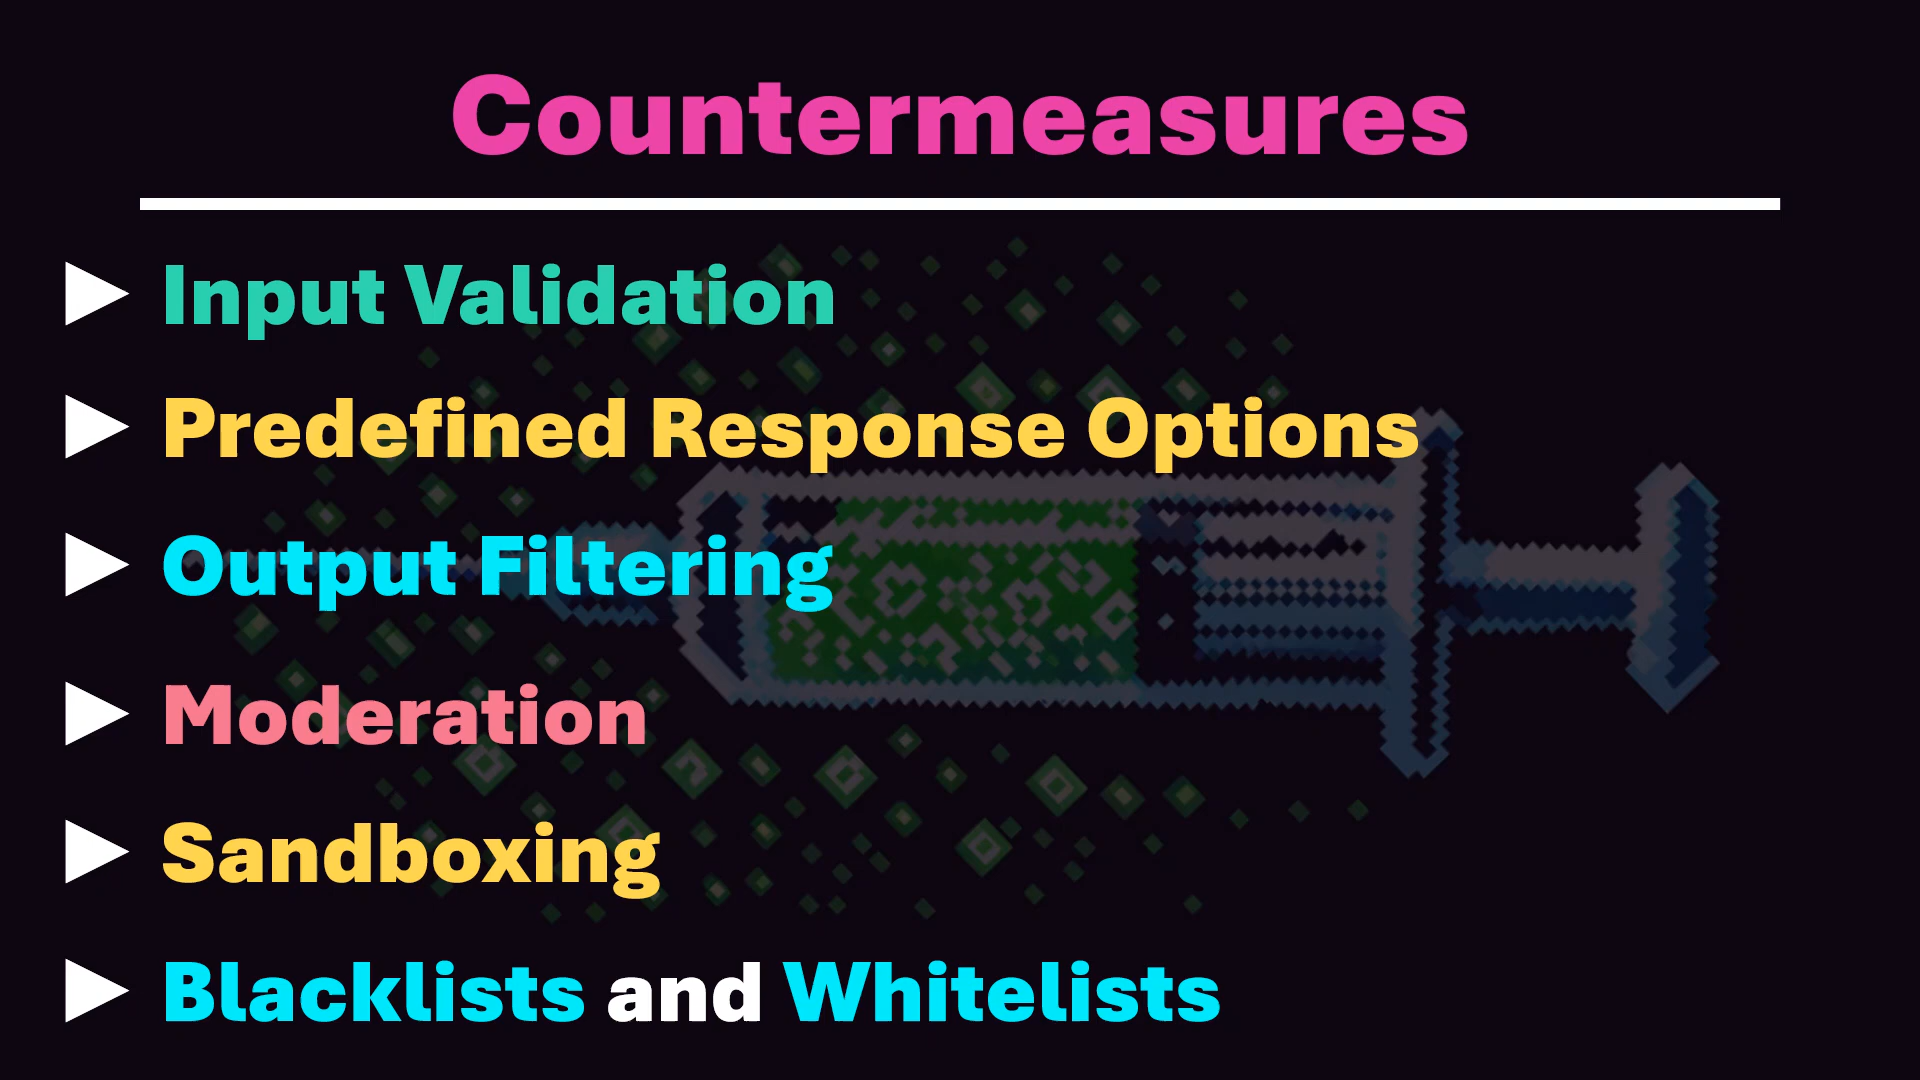 Countermeasures
Input Validation
Predefined Response Options
Output Filtering
Moderation
Sandboxing
Blacklists and Whitelists